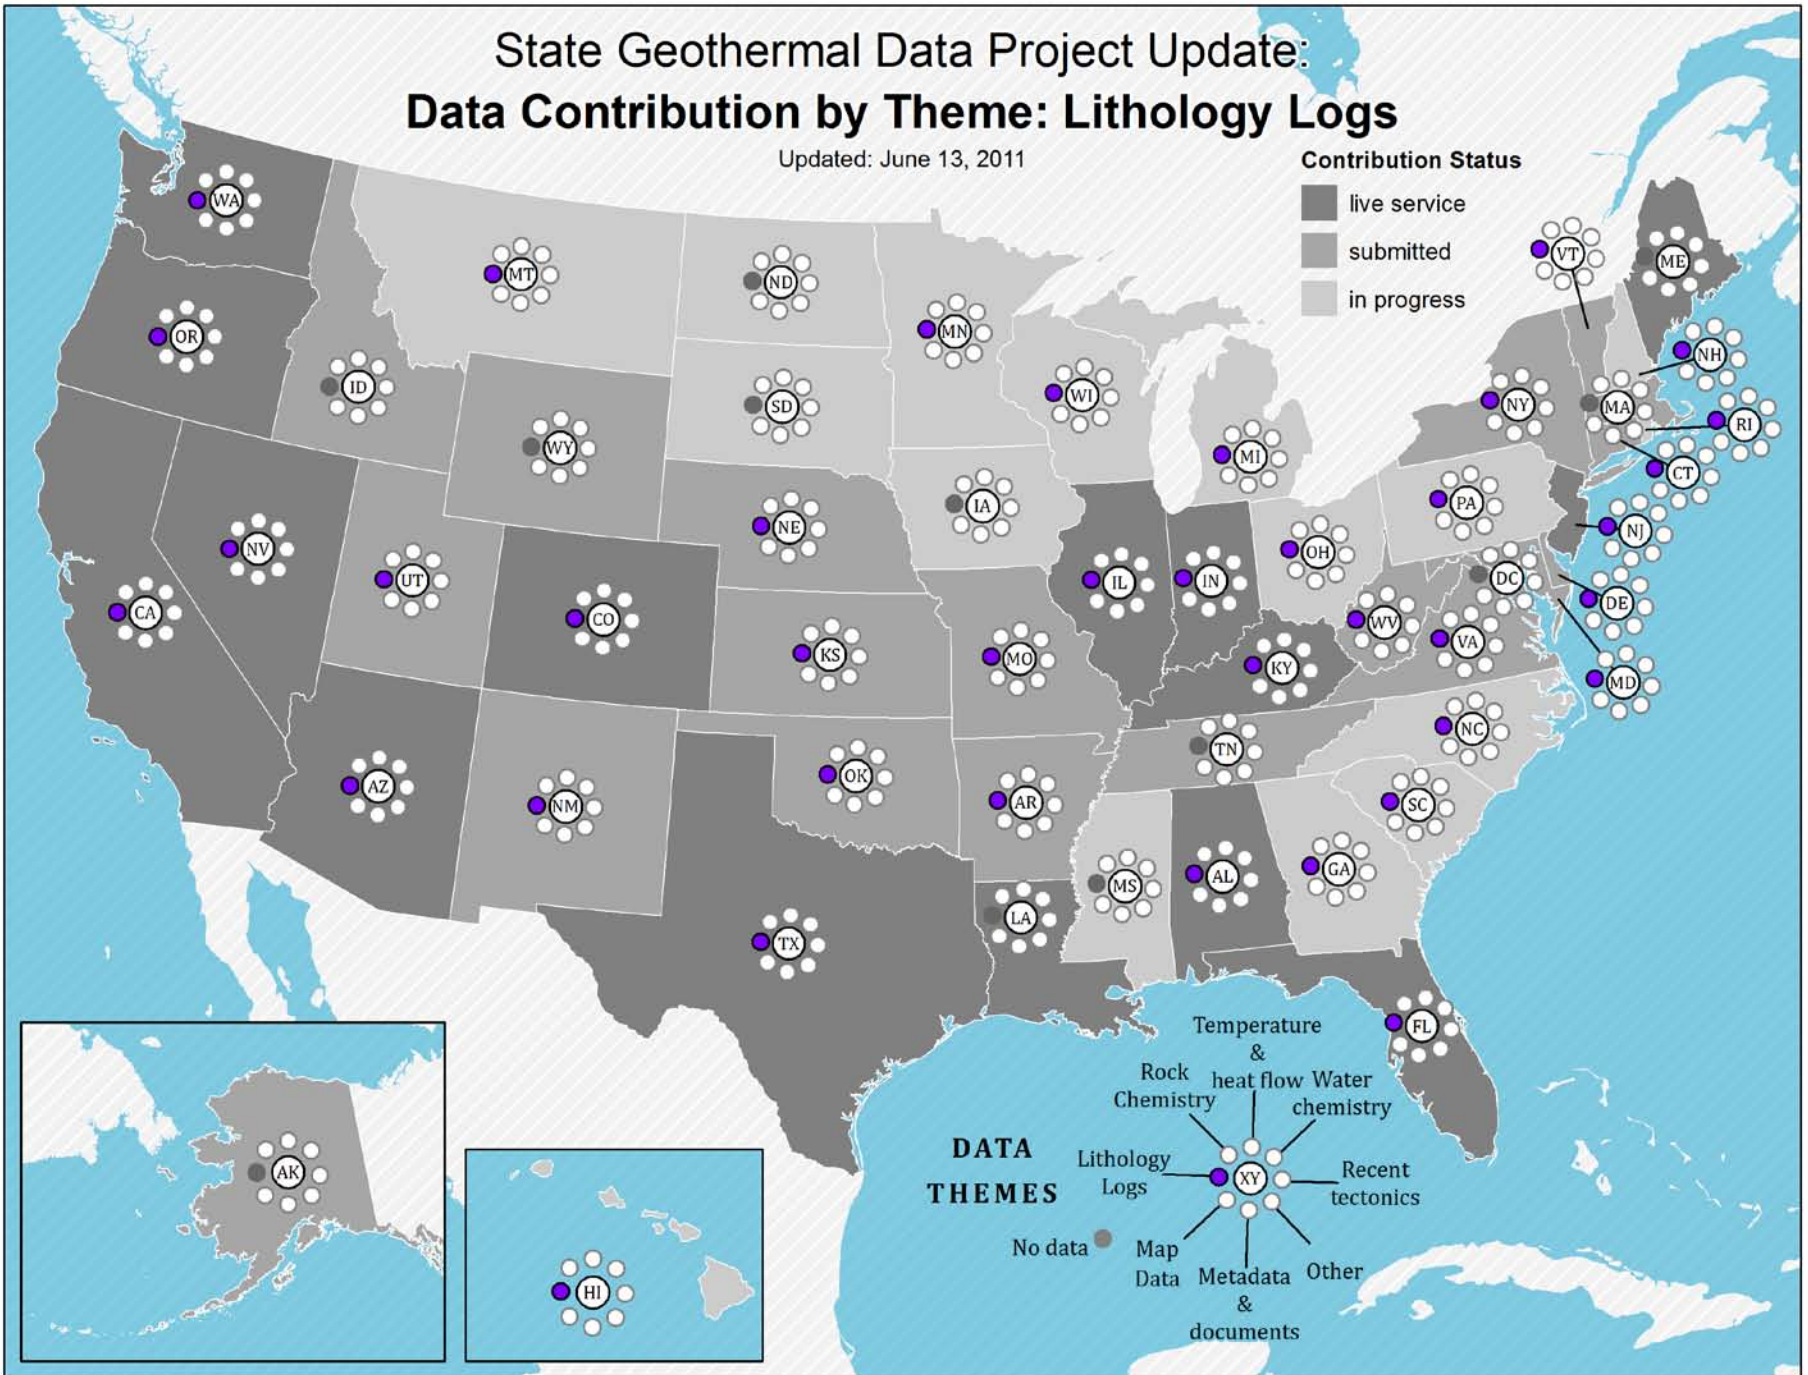 State Geothermal Data Project Update:
Data Contribution by Theme: Lithology Logs
Updated: June 13, 2011
Contribution Status
live service
submitted
in progress
WA
MT
ND
MN
VT
ME
OR
ID
SD
WI
NY
MA
NH
RI
WY
MI
CT
NV
NE
IA
PA
NJ
UT
OH
DC
CA
CO
IL
IN
DE
KS
MO
WV
VA
KY
MD
AZ
NM
OK
AR
TN
NC
SC
TX
LA
MS
AL
GA
FL
AK
HI
Temperature
&
heat flow
Rock
Chemistry
Water
chemistry
DATA
THEMES
Lithology
Logs
XY
Recent
tectonics
No data
Map
Data
Metadata
&
documents
Other